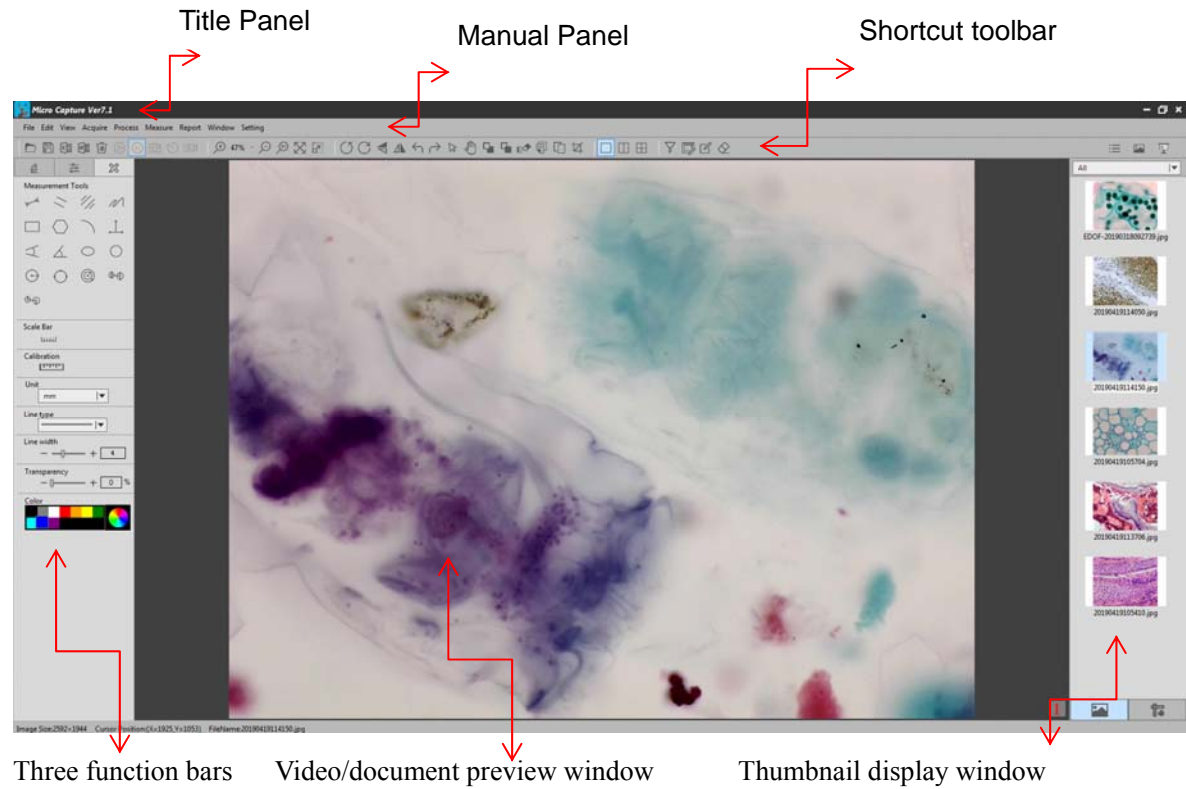 Title Panel
Manual Panel
Shortcut toolbar
Micro Capture Ver7.1
File Edit View Acquire Process Measure Report Window Setting
47%
All
Measurement Tools
EDOF-20190318092739.jpg
20190419114050.jpg
Scale Bar
Calibration
Unit
mm
20190419114150.jpg
Line type
Line width
4
20190419105704.jpg
Transparency
0 %
Color
20190419113706.jpg
20190419105410.jpg
1
Image Size:2592×1944 Cursor Position:(X=1925,Y=1053) FileName:20190419114150.jpg
Three function bars
Video/document preview window
Thumbnail display window